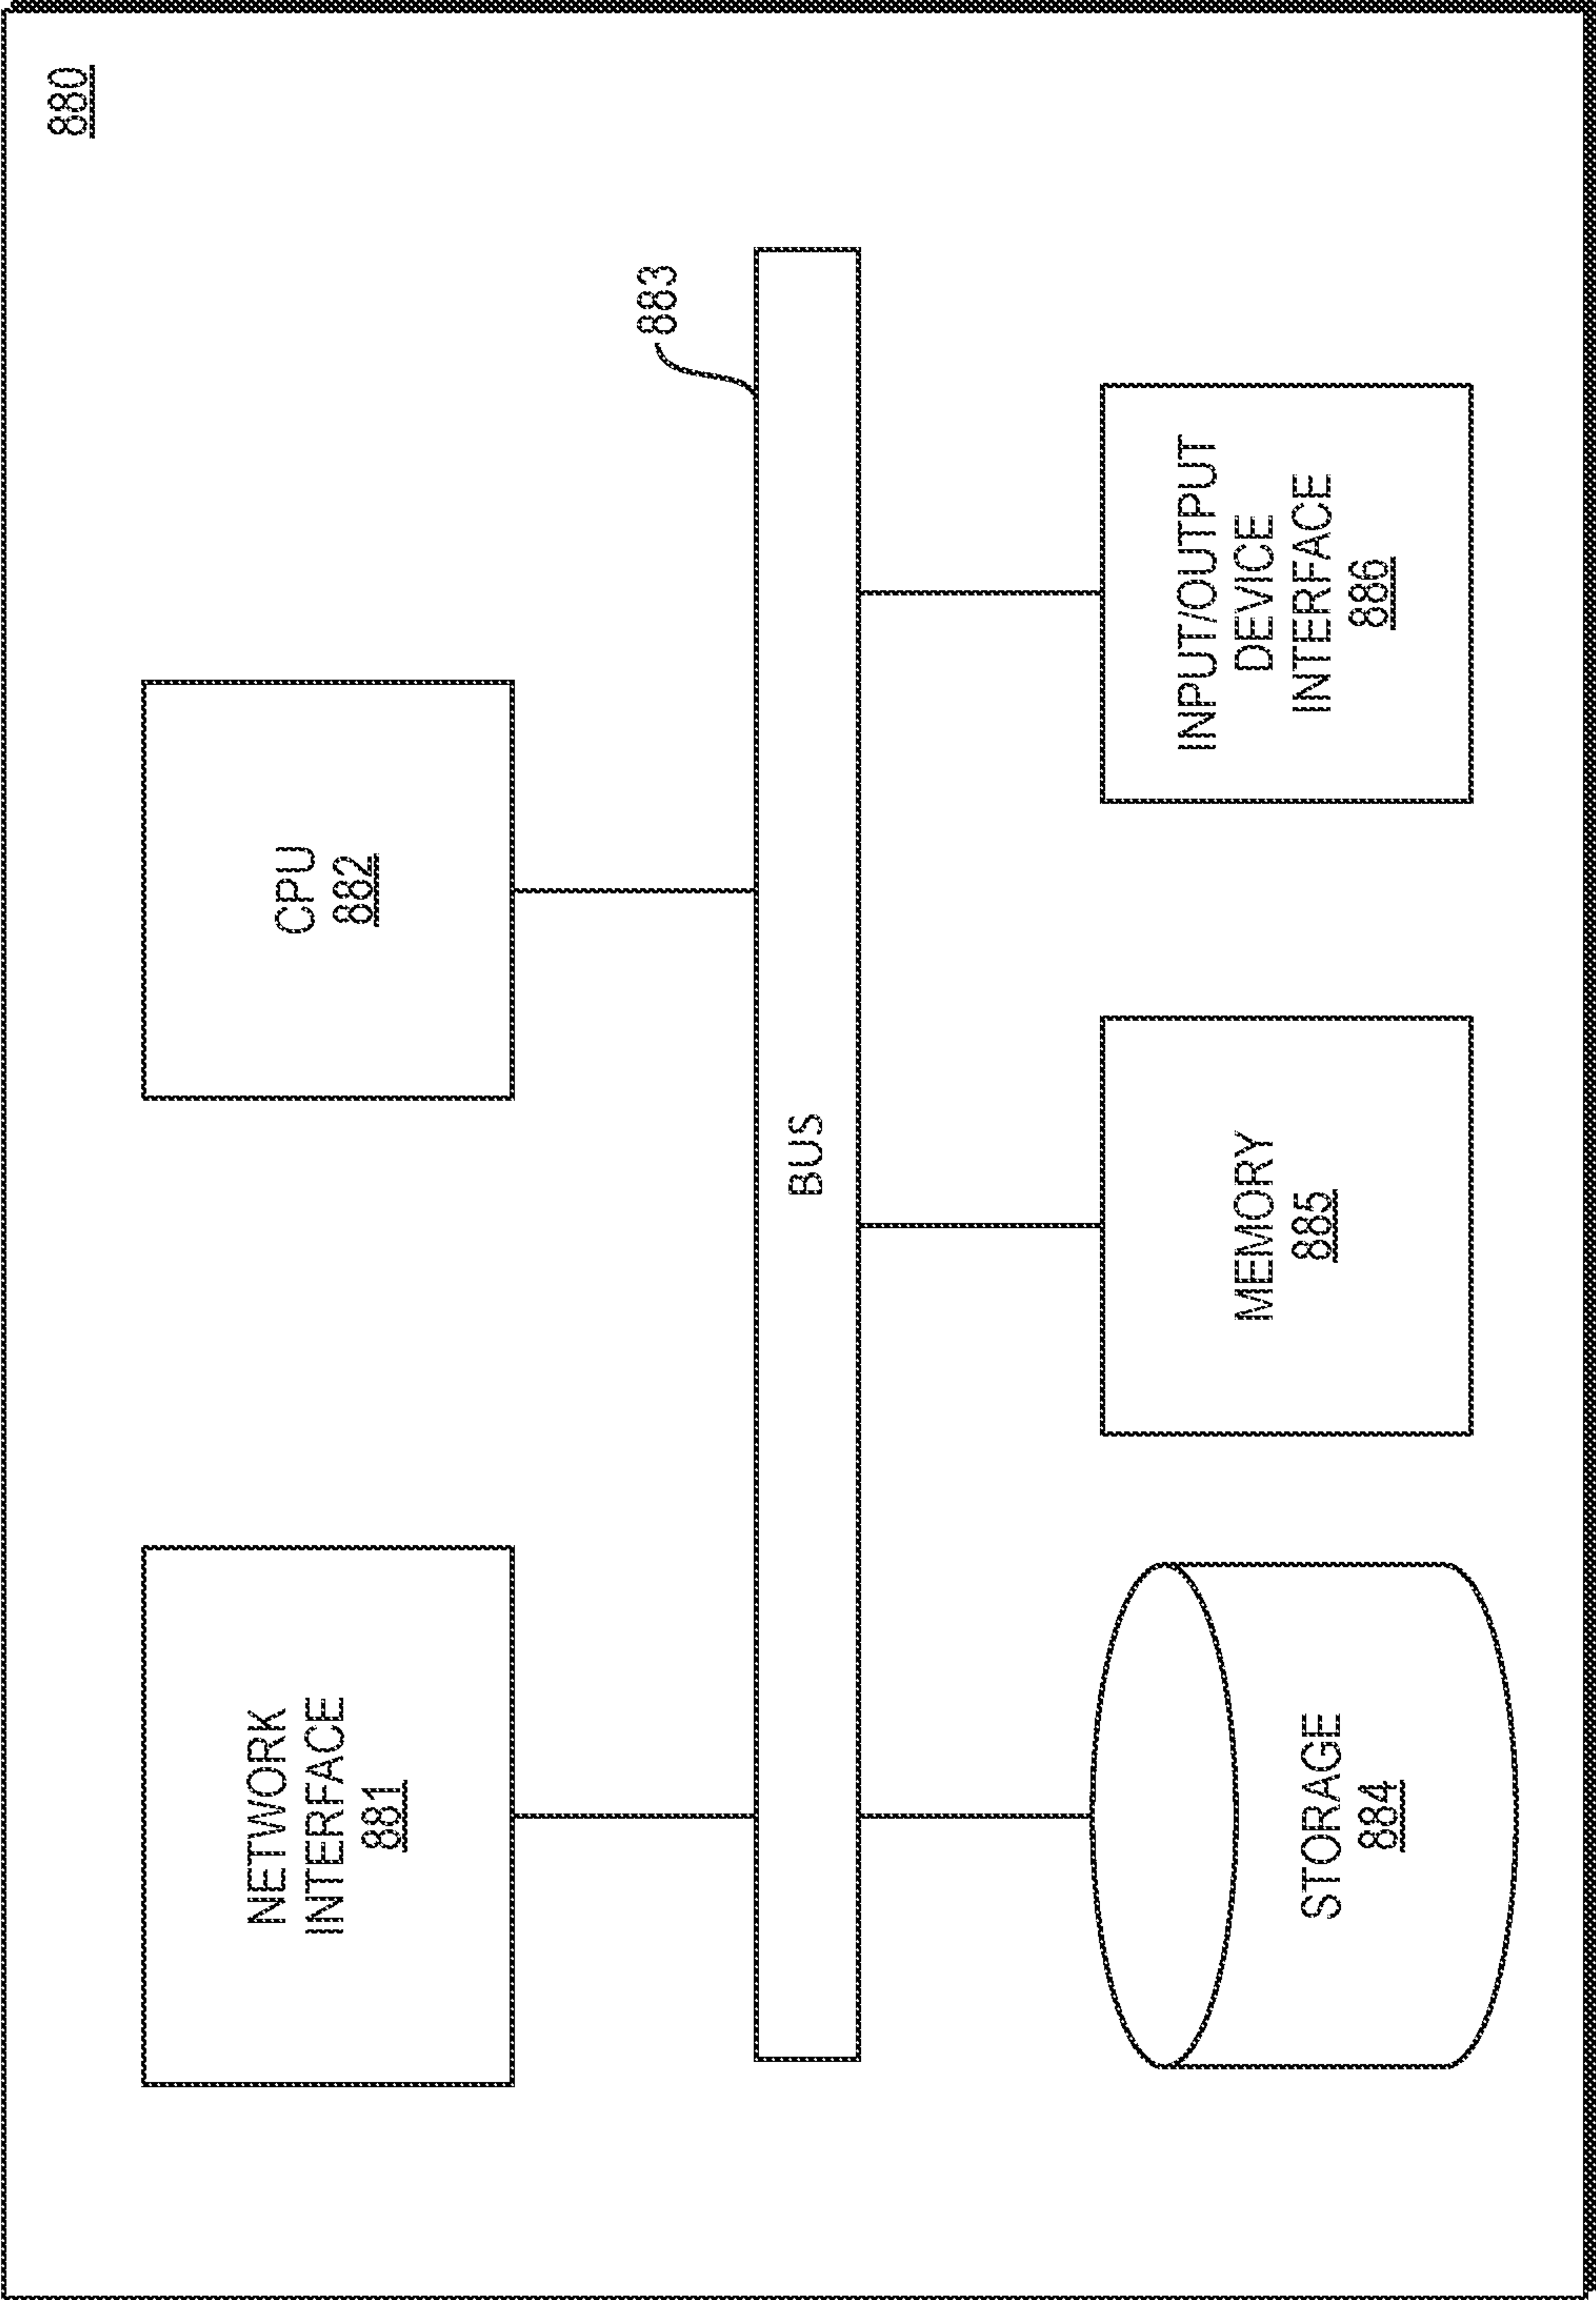 880
NETWORK
INTERFACE
881
CPU
882
883
BUS
STORAGE
884
MEMORY
885
INPUT/OUTPUT
DEVICE
INTERFACE
886